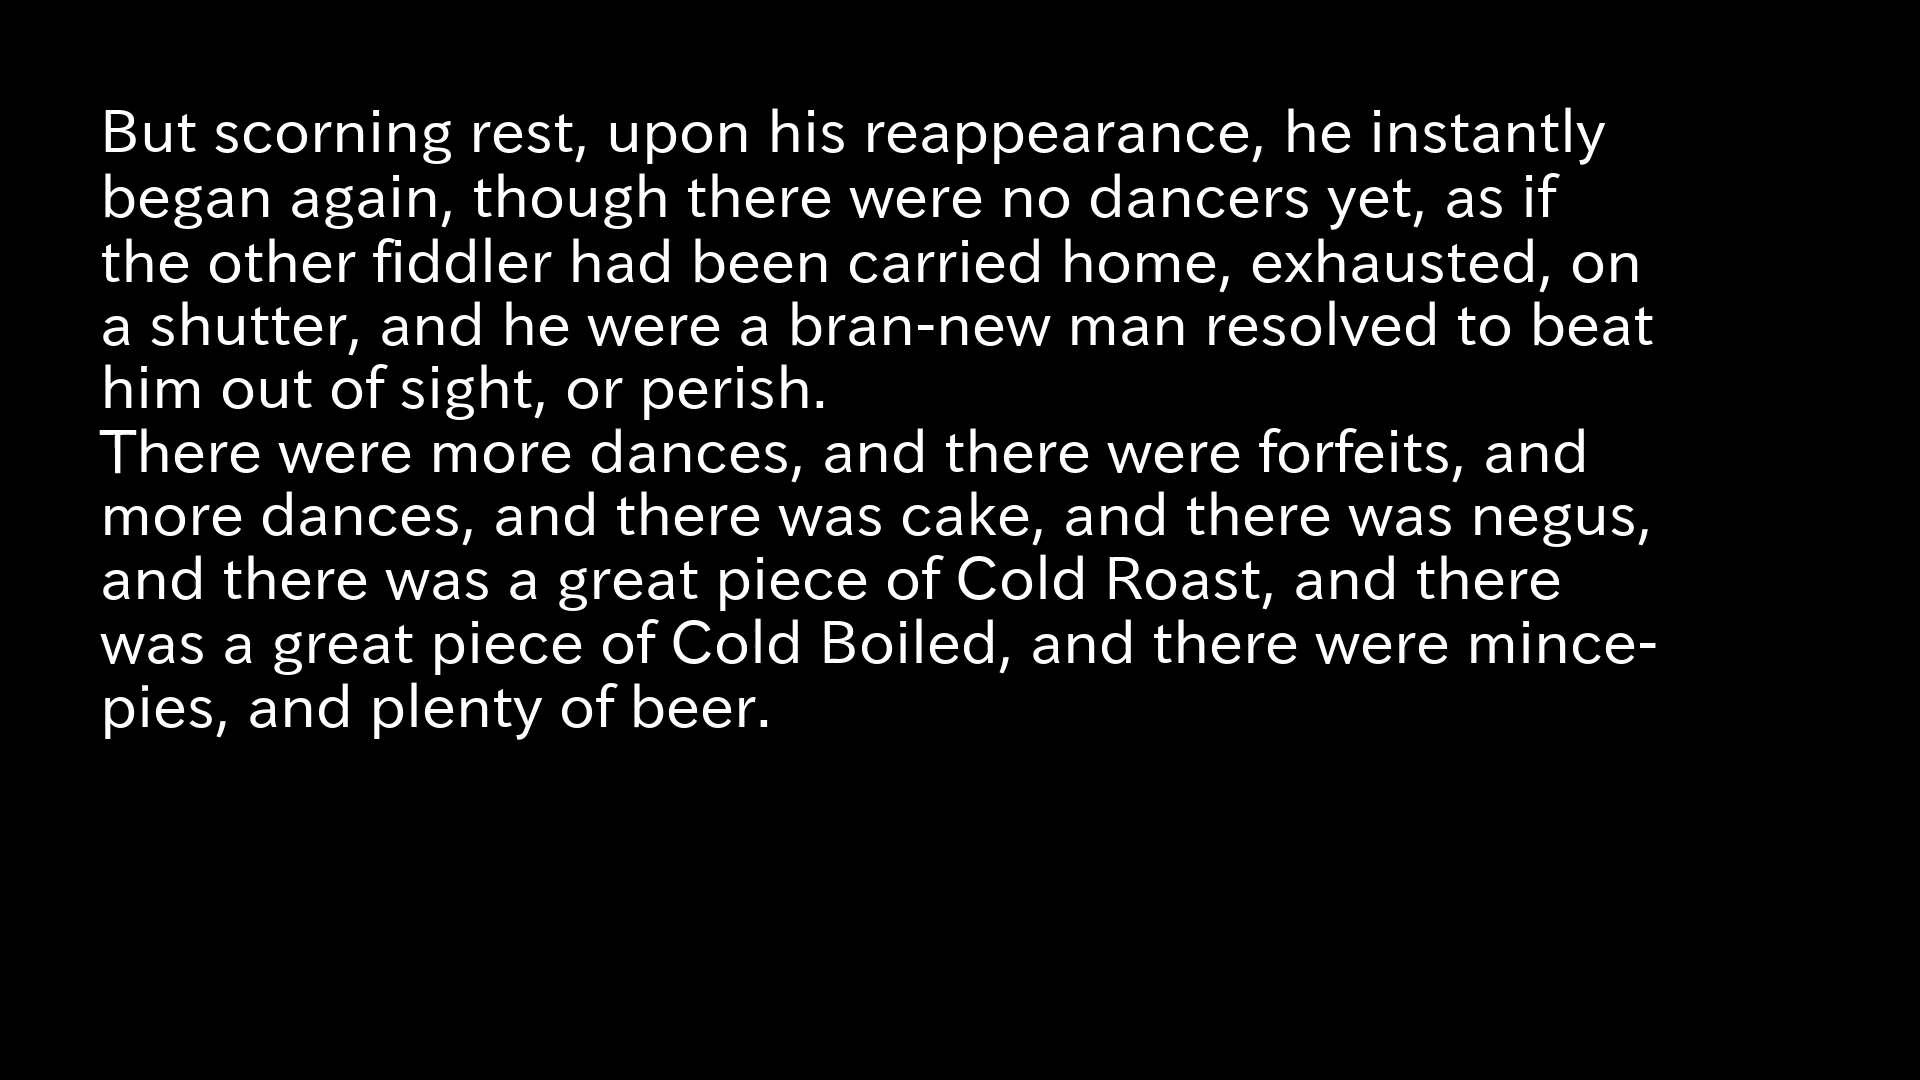 But scorning rest, upon his reappearance, he instantly
began again, though there were no dancers yet, as if
the other fiddler had been carried home, exhausted, on
a shutter, and he were a bran-new man resolved to beat
him out of sight, or perish.
There were more dances, and there were forfeits, and
more dances, and there was cake, and there was negus,
and there was a great piece of Cold Roast, and there
was a great piece of Cold Boiled, and there were mince-
pies, and plenty of beer.